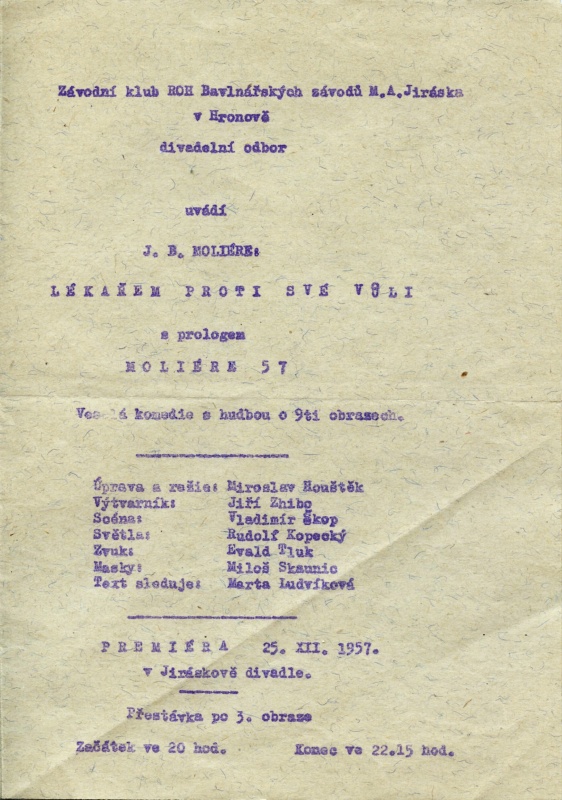 Závodní klub ROH Bavlnářských závodů M.A.Jiráska
v Hronově
divadelní odbor
uvádí
J. B. MOLIÉRE:
LÉKAŘEM PROTI SVÉ VŮLI
s prologem
MOLIÉRE 57
Veselá komedie s hudbou o 9ti obrazech.
Úprava a režie: Miroslav Houštěk
Výtvarník: Jiří Zhibo
Scéna: Vladimír Škop
Světla: Rudolf Kopecký
Zvuk: Evald Tluk
Masky: Miloš Skaunic
Text sleduje: Marta Ludvíková
PREMIÉRA 25. XII. 1957.
v Jiráskově divadle.
Přestávka po 3. obraze
Začátek ve 20 hod. Konec ve 22.15 hod.